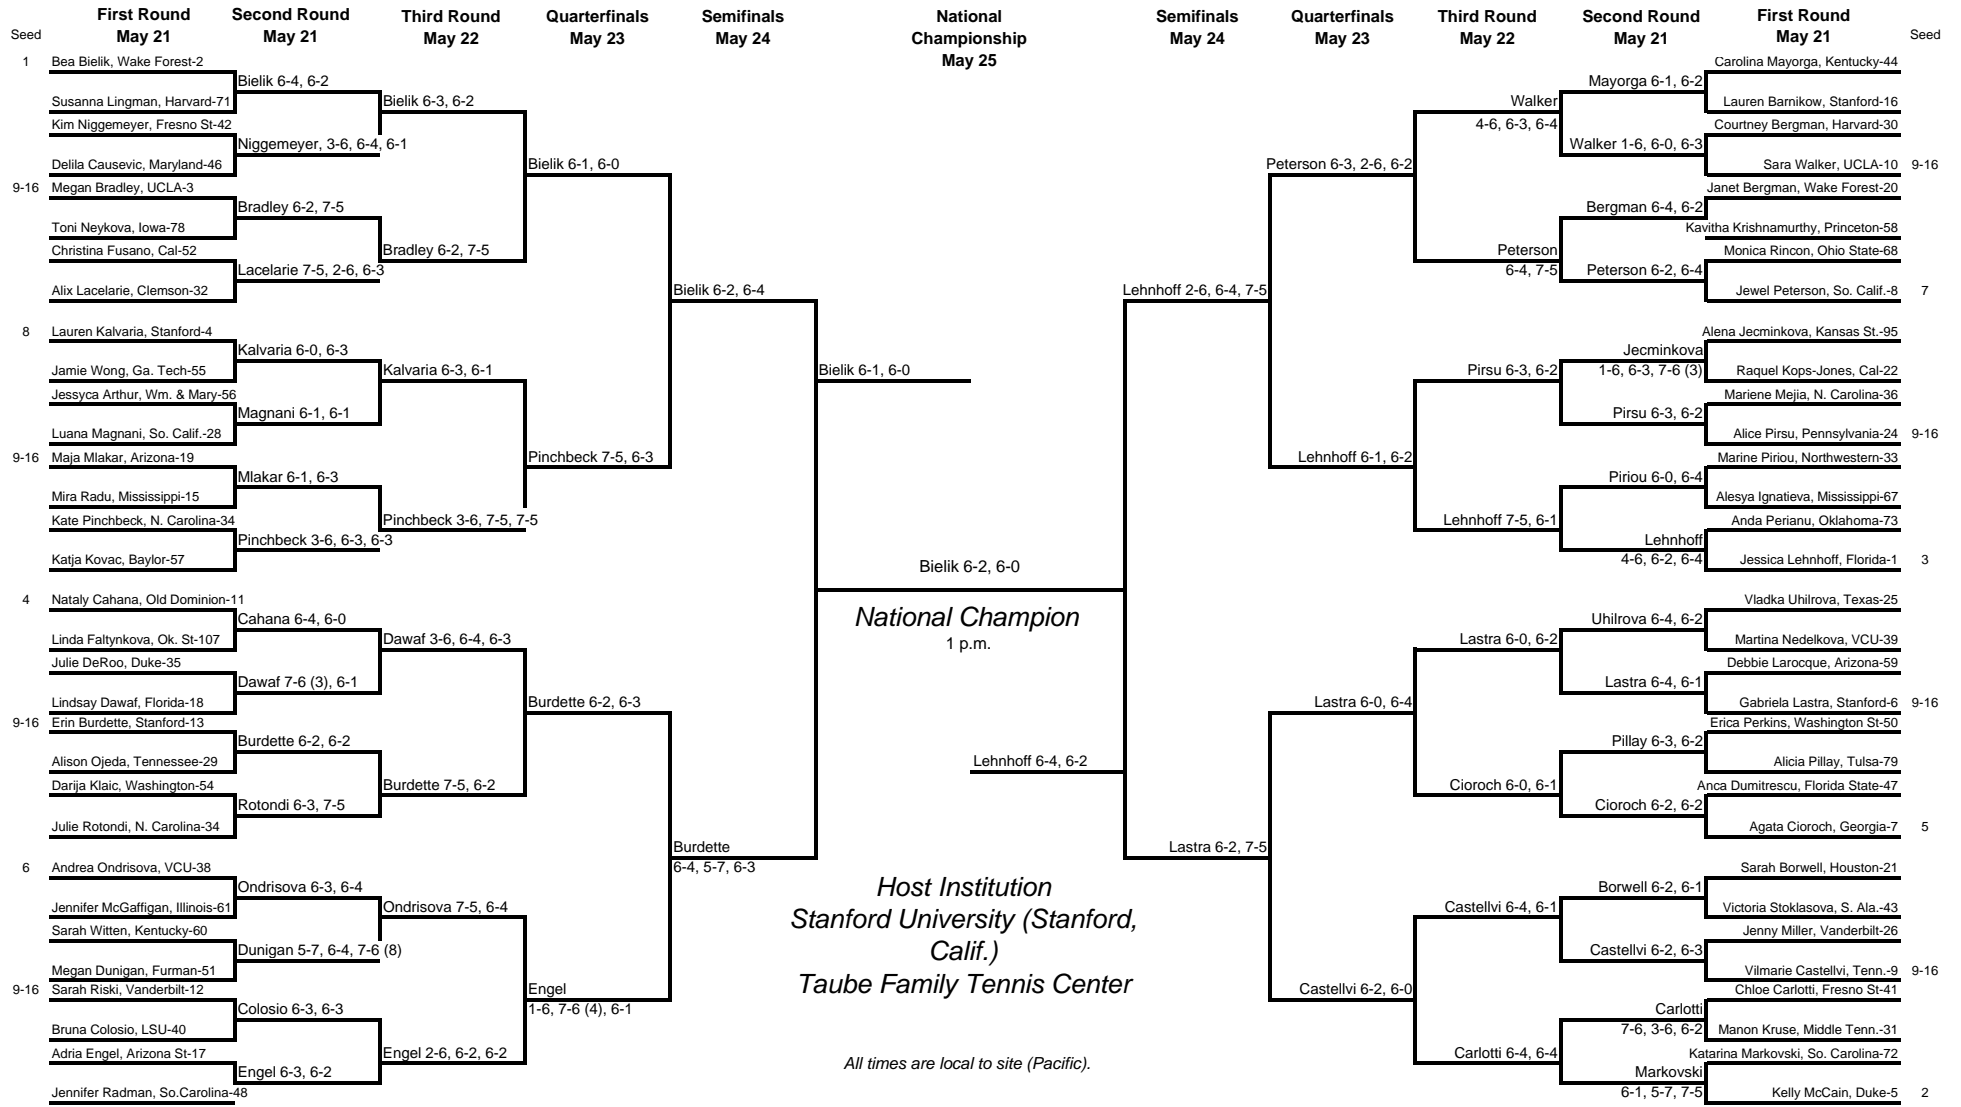 Seed
First Round
May 21
Second Round
May 21
Third Round
May 22
Quarterfinals
May 23
Semifinals
May 24
National
Championship
May 25
Semifinals
May 24
Quarterfinals
May 23
Third Round
May 22
Second Round
May 21
First Round
May 21
Seed
1
Bea Bielik, Wake Forest-2
Susanna Lingman, Harvard-71
Kim Niggemeyer, Fresno St-42
Delila Causevic, Maryland-46
9-16
Megan Bradley, UCLA-3
Toni Neykova, Iowa-78
Christina Fusano, Cal-52
Alix Lacelarie, Clemson-32
8
Lauren Kalvaria, Stanford-4
Jamie Wong, Ga. Tech-55
Jessyca Arthur, Wm. & Mary-56
Luana Magnani, So. Calif.-28
9-16
Maja Mlakar, Arizona-19
Mira Radu, Mississippi-15
Kate Pinchbeck, N. Carolina-34
Katja Kovac, Baylor-57
4
Nataly Cahana, Old Dominion-11
Linda Faltynkova, Ok. St-107
Julie DeRoo, Duke-35
Lindsay Dawaf, Florida-18
9-16
Erin Burdette, Stanford-13
Alison Ojeda, Tennessee-29
Darija Klaic, Washington-54
Julie Rotondi, N. Carolina-34
6
Andrea Ondrisova, VCU-38
Jennifer McGaffigan, Illinois-61
Sarah Witten, Kentucky-60
Megan Dunigan, Furman-51
9-16
Sarah Riski, Vanderbilt-12
Bruna Colosio, LSU-40
Adria Engel, Arizona St-17
Jennifer Radman, So.Carolina-48
Bielik 6-4, 6-2
Niggemeyer, 3-6, 6-4, 6-1
Bradley 6-2, 7-5
Lacelarie 7-5, 2-6, 6-3
Kalvaria 6-0, 6-3
Magnani 6-1, 6-1
Mlakar 6-1, 6-3
Pinchbeck 3-6, 6-3, 6-3
Cahana 6-4, 6-0
Dawaf 7-6 (3), 6-1
Burdette 6-2, 6-2
Rotondi 6-3, 7-5
Ondrisova 6-3, 6-4
Dunigan 5-7, 6-4, 7-6 (8)
Colosio 6-3, 6-3
Engel 6-3, 6-2
Bielik 6-3, 6-2
Bradley 6-2, 7-5
Kalvaria 6-3, 6-1
Pinchbeck 3-6, 7-5, 7-5
Dawaf 3-6, 6-4, 6-3
Burdette 7-5, 6-2
Ondrisova 7-5, 6-4
Engel 2-6, 6-2, 6-2
Bielik 6-1, 6-0
Pinchbeck 7-5, 6-3
Burdette 6-2, 6-3
Engel
1-6, 7-6 (4), 6-1
Bielik 6-2, 6-4
Burdette
6-4, 5-7, 6-3
Bielik 6-1, 6-0
Bielik 6-2, 6-0
National Champion
1 p.m.
Lehnhoff 6-4, 6-2
Host Institution
Stanford University (Stanford,
Calif.)
Taube Family Tennis Center
All times are local to site (Pacific).
Lehnhoff 2-6, 6-4, 7-5
Lastra 6-2, 7-5
Peterson 6-3, 2-6, 6-2
Lehnhoff 6-1, 6-2
Lastra 6-0, 6-4
Castellvi 6-2, 6-0
Walker
4-6, 6-3, 6-4
Peterson
6-4, 7-5
Pirsu 6-3, 6-2
Lehnhoff 7-5, 6-1
Lastra 6-0, 6-2
Cioroch 6-0, 6-1
Castellvi 6-4, 6-1
Carlotti 6-4, 6-4
Mayorga 6-1, 6-2
Walker 1-6, 6-0, 6-3
Bergman 6-4, 6-2
Peterson 6-2, 6-4
Jecminkova
1-6, 6-3, 7-6 (3)
Pirsu 6-3, 6-2
Piriou 6-0, 6-4
Lehnhoff
4-6, 6-2, 6-4
Uhilrova 6-4, 6-2
Lastra 6-4, 6-1
Pillay 6-3, 6-2
Cioroch 6-2, 6-2
Borwell 6-2, 6-1
Castellvi 6-2, 6-3
Carlotti
7-6, 3-6, 6-2
Markovski
6-1, 5-7, 7-5
Carolina Mayorga, Kentucky-44
Lauren Barnikow, Stanford-16
Courtney Bergman, Harvard-30
Sara Walker, UCLA-10
9-16
Janet Bergman, Wake Forest-20
Kavitha Krishnamurthy, Princeton-58
Monica Rincon, Ohio State-68
Jewel Peterson, So. Calif.-8
7
Alena Jecminkova, Kansas St.-95
Raquel Kops-Jones, Cal-22
Mariene Mejia, N. Carolina-36
Alice Pirsu, Pennsylvania-24
9-16
Marine Piriou, Northwestern-33
Alesya Ignatieva, Mississippi-67
Anda Perianu, Oklahoma-73
Jessica Lehnhoff, Florida-1
3
Vladka Uhilrova, Texas-25
Martina Nedelkova, VCU-39
Debbie Larocque, Arizona-59
Gabriela Lastra, Stanford-6
9-16
Erica Perkins, Washington St-50
Alicia Pillay, Tulsa-79
Anca Dumitrescu, Florida State-47
Agata Cioroch, Georgia-7
5
Sarah Borwell, Houston-21
Victoria Stoklasova, S. Ala.-43
Jenny Miller, Vanderbilt-26
Vilmarie Castellvi, Tenn.-9
9-16
Chloe Carlotti, Fresno St-41
Manon Kruse, Middle Tenn.-31
Katarina Markovski, So. Carolina-72
Kelly McCain, Duke-5
2